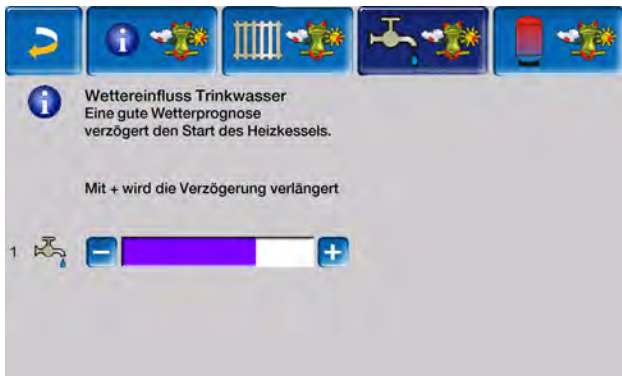 Wettereinfluss Trinkwasser
Eine gute Wetterprognose
verzögert den Start des Heizkessels.
Mit + wird die Verzögerung verlängert
1